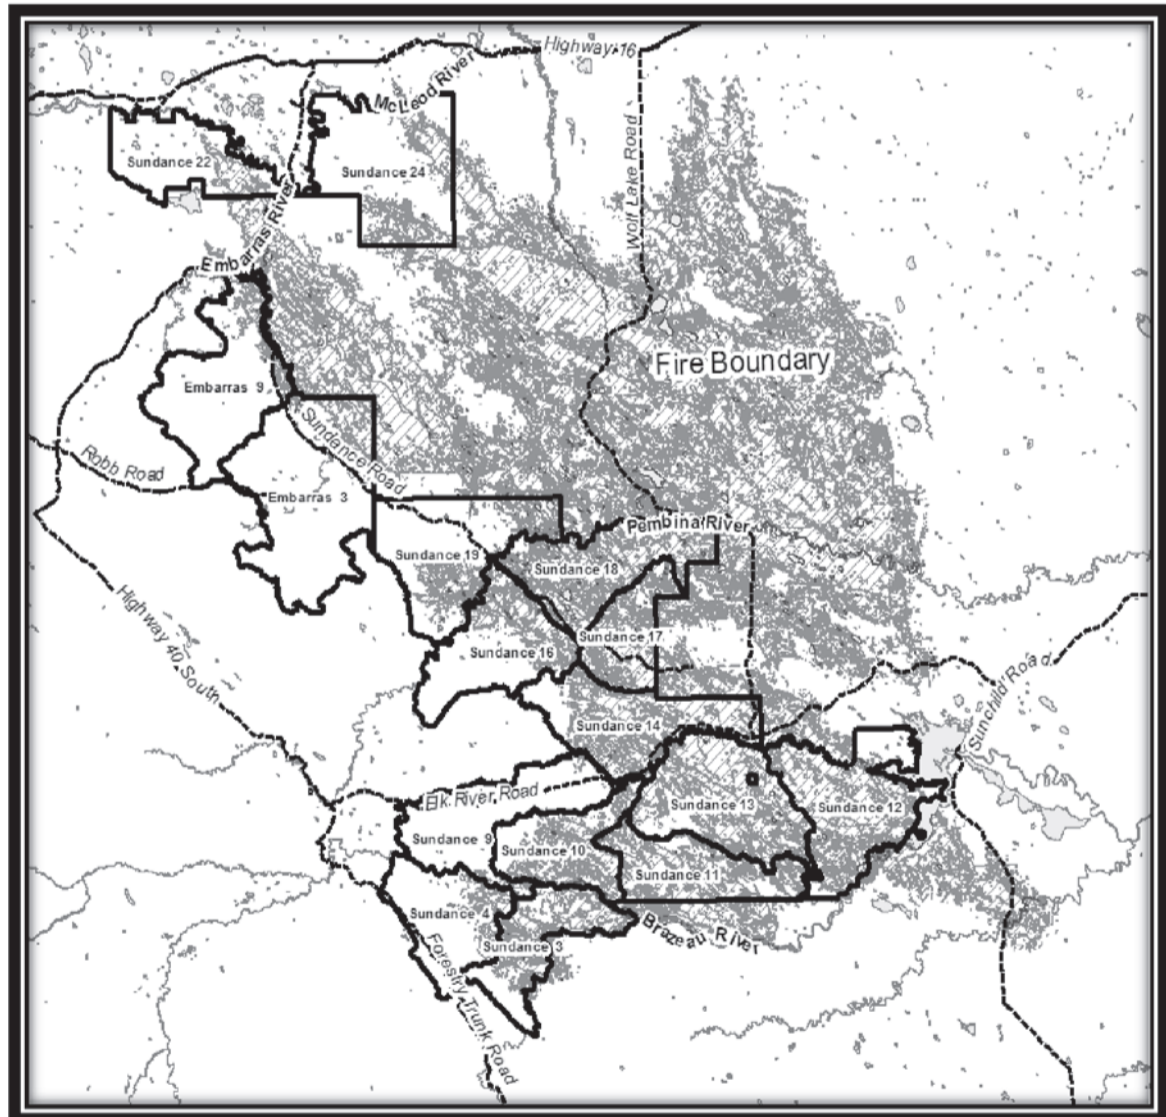 Highway 16
McLeod River
Wolf Lake Road
Sundance 22
Sundance 24
Embarras River
Fire Boundary
Embarras 9
Sundance Road
Robb Road
Embarras 3
Pembina River
Sundance 19
Sundance 18
Highway 40 South
Sundance 17
Sundance 16
Sunchild Road
Sundance 14
Elk River Road
Sundance 13
Sundance 12
Sundance 9
Sundance 10
Sundance 11
Sundance 4
Brazeau River
Sundance 3
Forestry Trunk Road